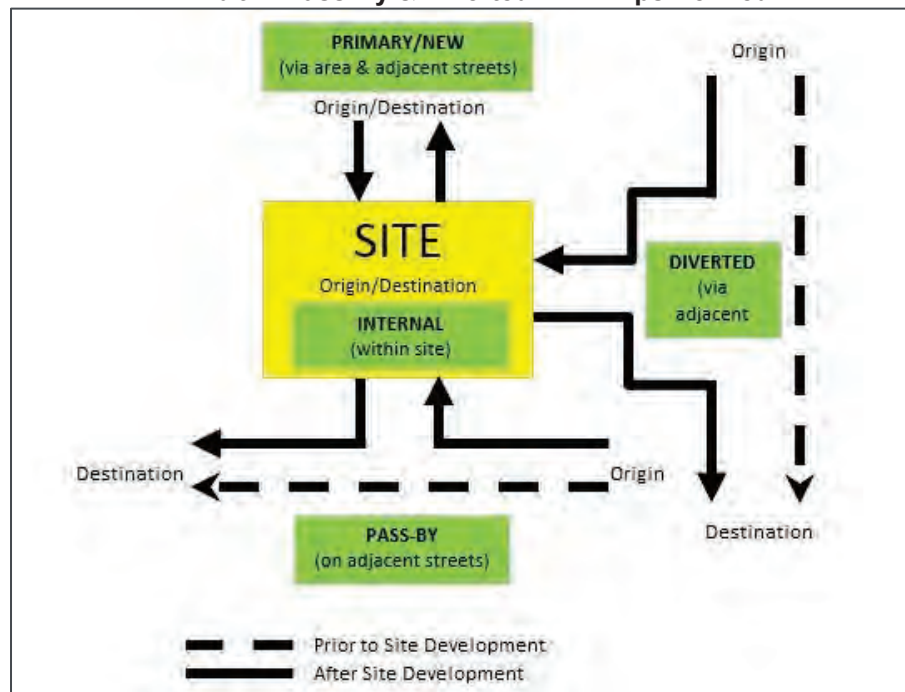 PRIMARY/NEW
(via area & adjacent streets)
Origin/Destination
Origin
SITE
Origin/Destination
INTERNAL
(within site)
DIVERTED
(via
adjacent
Destination
Origin
Destination
PASS-BY
(on adjacent streets)
Prior to Site Development
After Site Development